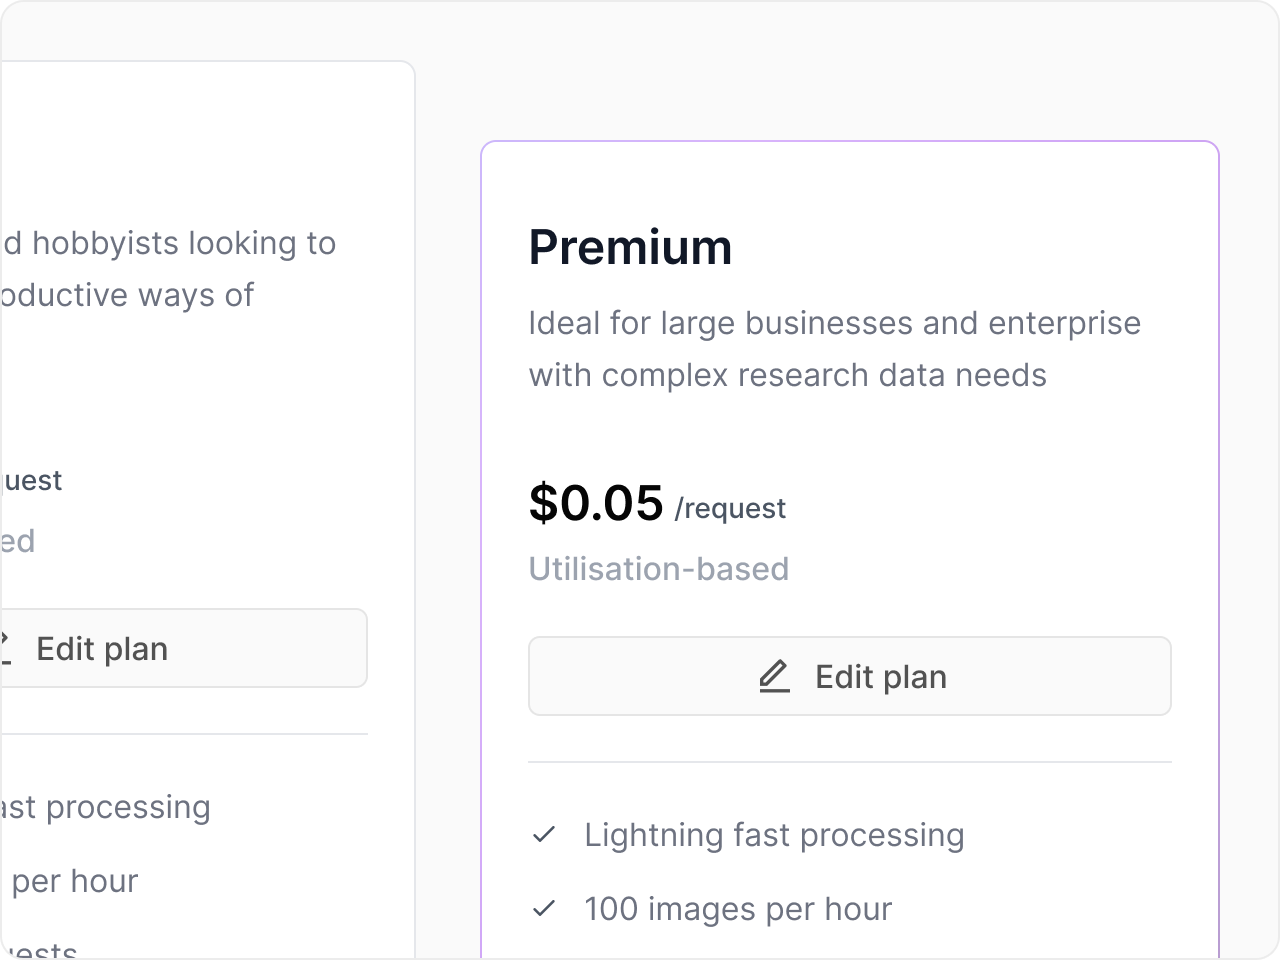 d hobbyists looking to
oductive ways of
uest
ed
Edit plan
ast processing
per hour
uests
Premium
Ideal for large businesses and enterprise
with complex research data needs
$0.05 /request
Utilisation-based
Edit plan
Lightning fast processing
100 images per hour